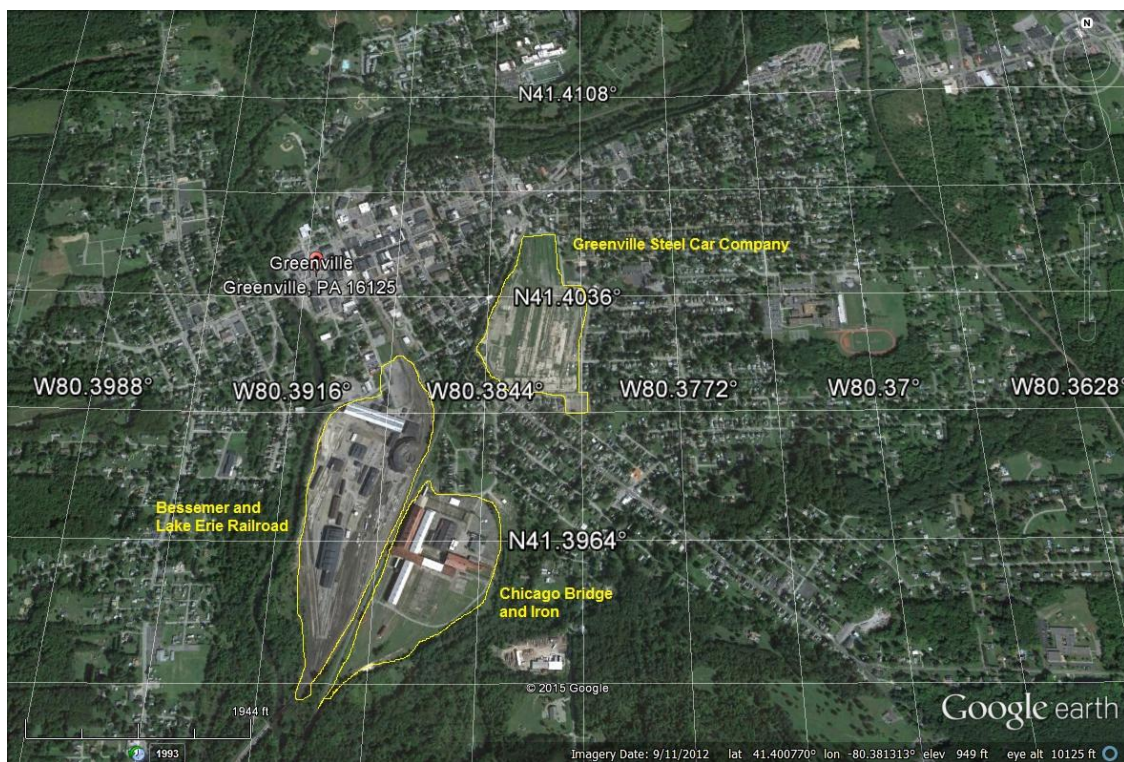 N
N41.4108°
Greenville Steel Car Company
Greenville
Greenville, PA 16125
N41.4036°
W80.3988°
W80.3916°
W80.3844°
W80.3772°
W80.37°
W80.3628°
Bessemer and
Lake Erie Railroad
N41.3964°
Chicago Bridge
and Iron
© 2015 Google
1944 ft
Google earth
1993
Imagery Date: 9/11/2012 lat 41.400770° lon -80.381313° elev 949 ft eye alt 10125 ft